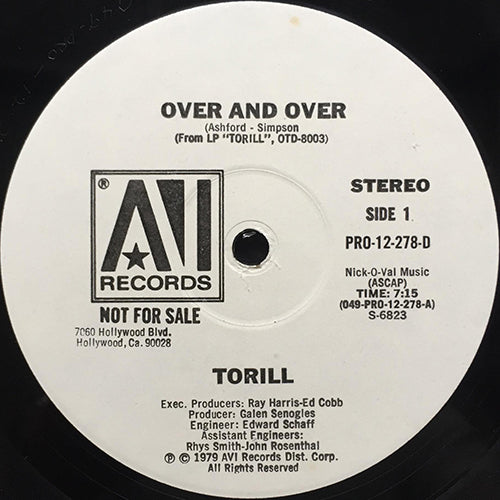 OVER AND OVER
(Ashford - Simpson)
(From LP "TORILL", OTD-8003)
® AVI
RECORDS
NOT FOR SALE
7060 Hollywood Blvd.
Hollywood, Ca. 90028
STEREO
SIDE 1
PRO-12-278-D
Nick-O-Val Music
(ASCAP)
TIME: 7:15
(049-PRO-12-278-A)
S-6823
TORILL
Exec. Producers: Ray Harris-Ed Cobb
Producer: Galen Senogles
Engineer: Edward Schaff
Assistant Engineers:
Rhys Smith-John Rosenthal
℗ © 1979 AVI Records Dist. Corp.
All Rights Reserved